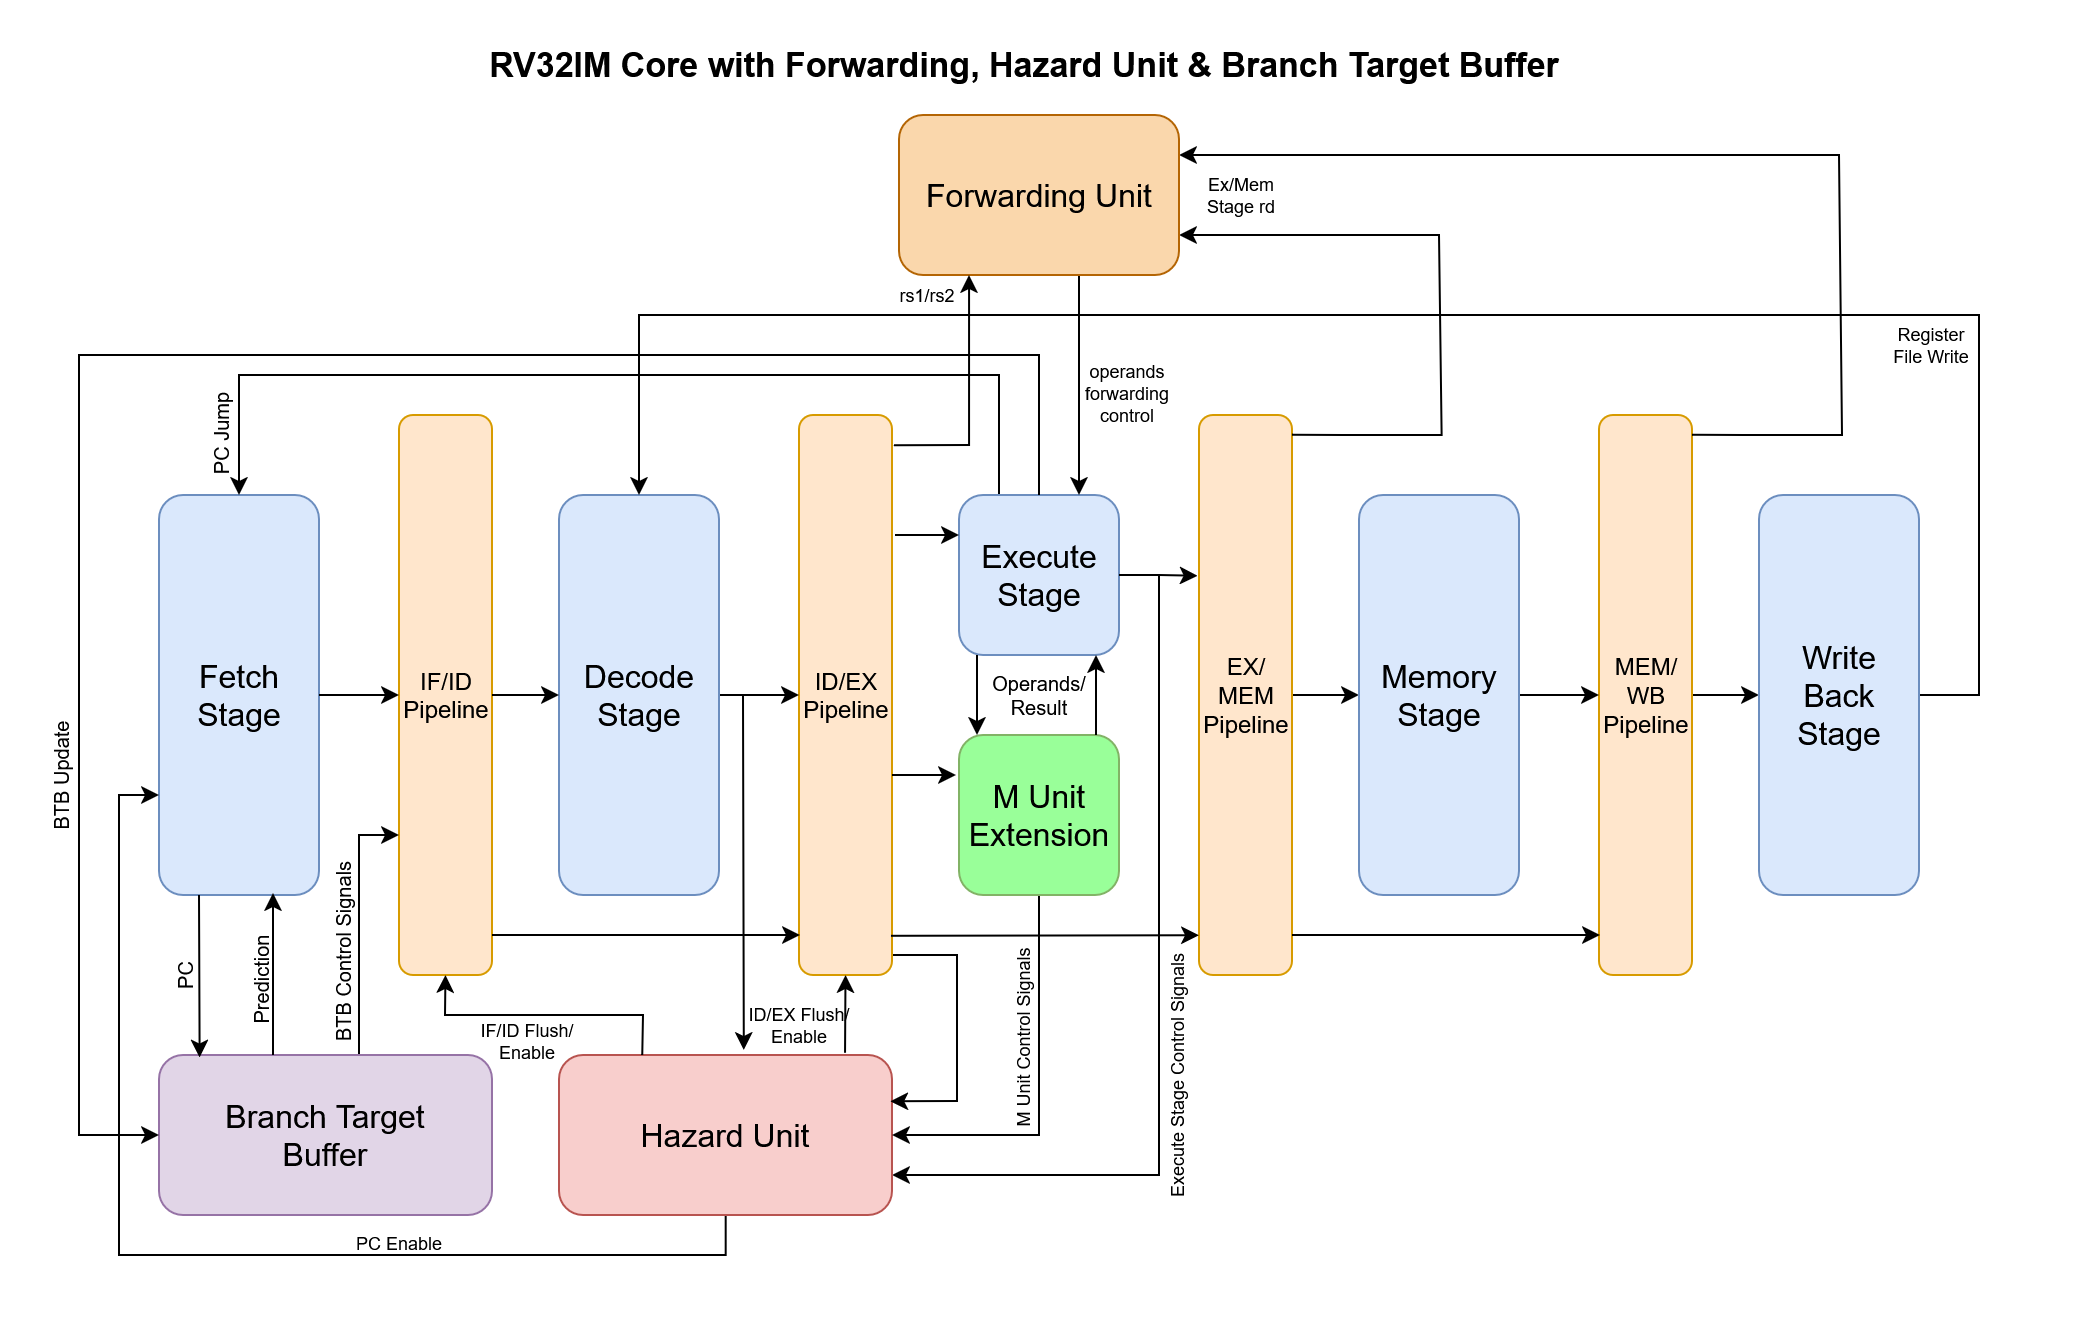 RV32IM Core with Forwarding, Hazard Unit & Branch Target Buffer
Forwarding Unit
Ex/Mem
Stage rd
rs1/rs2
Register
File Write
operands
forwarding
control
PC Jump
Execute
Stage
Fetch
Stage
IF/ID
Pipeline
Decode
Stage
ID/EX
Pipeline
Operands/
Result
EX/
MEM
Pipeline
Memory
Stage
MEM/
WB
Pipeline
Write
Back
Stage
BTB Update
M Unit
Extension
PC
Prediction
BTB Control Signals
IF/ID Flush/
Enable
ID/EX Flush/
Enable
M Unit Control Signals
Execute Stage Control Signals
Branch Target
Buffer
Hazard Unit
PC Enable